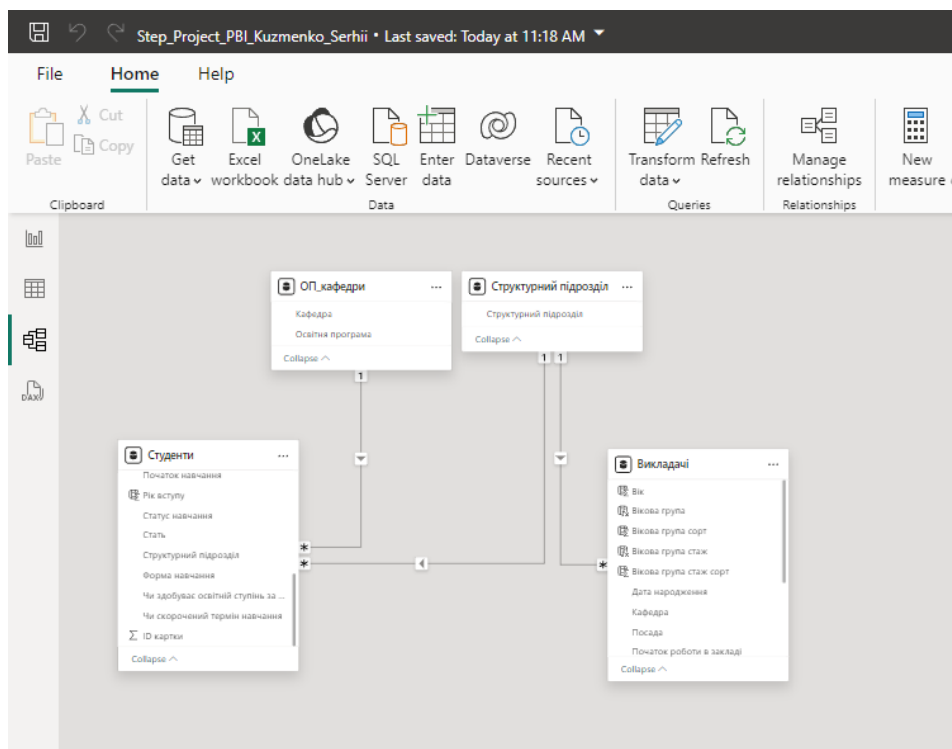 Step_Project_PBI_Kuzmenko_Serhii • Last saved: Today at 11:18 AM
File Home Help
Paste
Cut
Copy
Clipboard
Get data
Excel workbook
OneLake data hub
SQL Server
Enter data
Dataverse
Recent sources
Data
Transform data
Refresh
Queries
Manage relationships
Relationships
New measure
DAX
ОП_кафедри ...
Кафедра
Освітня програма
Collapse
1
Структурний підрозділ ...
Структурний підрозділ
Collapse
1 1
Студенти ...
Початок навчання
Рік вступу
Статус навчання
Стать
Структурний підрозділ
Форма навчання
Чи здобуває освітній ступінь за ...
Чи скорочений термін навчання
Σ ID картки
Collapse
*
*
Викладачі ...
Вік
Вікова група
Вікова група сорт
Вікова група стаж
Вікова група стаж сорт
Дата народження
Кафедра
Посада
Початок роботи в закладі
Collapse
*